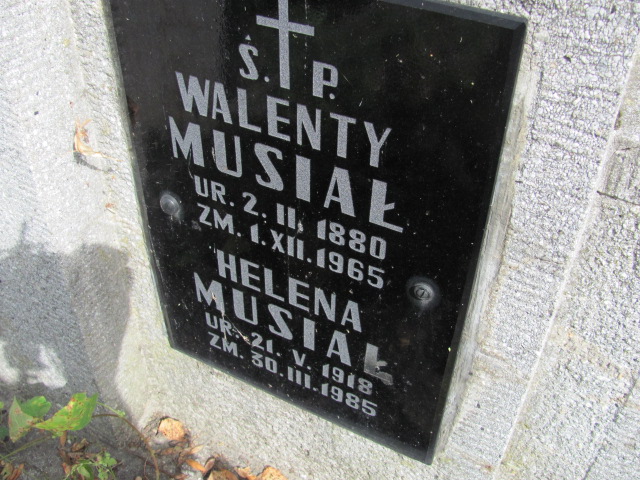 Ś. P.
WALENTY
MUSIAŁ
UR. 2. II. 1880
ZM. 1. XII. 1965
HELENA
MUSIAŁ
UR. 21. V. 1918
ZM. 30. III. 1985